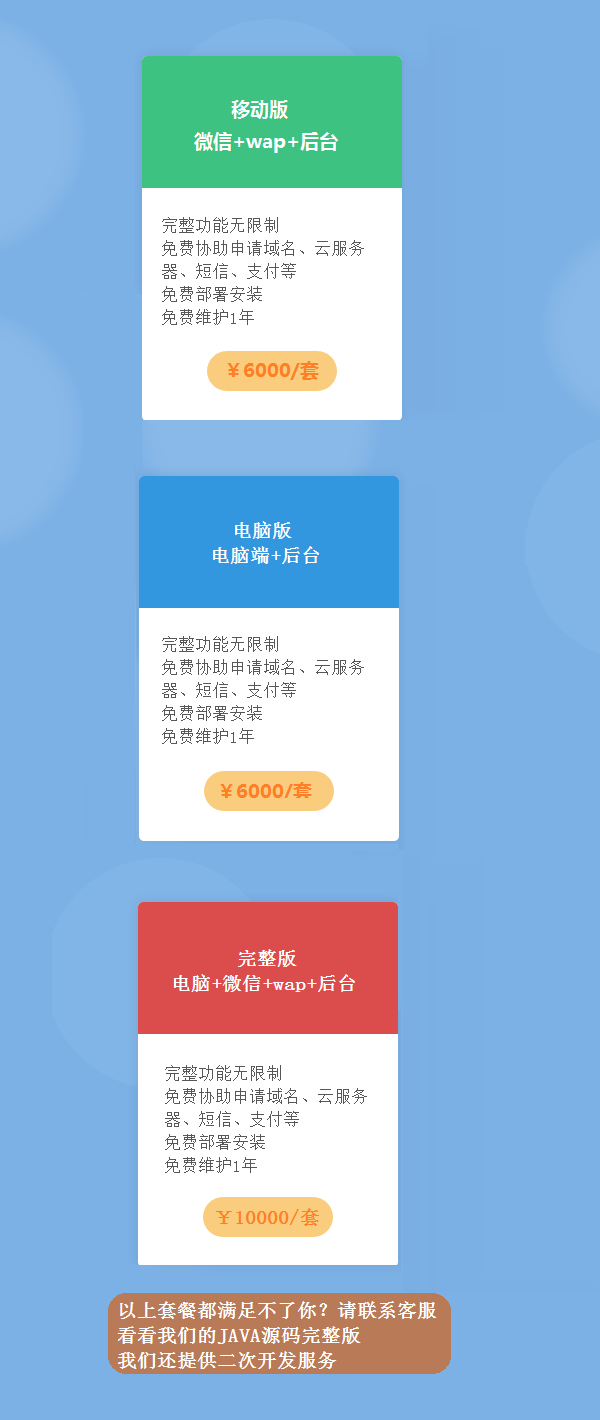 移动版
微信+wap+后台
完整功能无限制
免费协助申请域名、云服务
器、短信、支付等
免费部署安装
免费维护1年
￥6000/套
电脑版
电脑端+后台
完整功能无限制
免费协助申请域名、云服务
器、短信、支付等
免费部署安装
免费维护1年
￥6000/套
完整版
电脑+微信+wap+后台
完整功能无限制
免费协助申请域名、云服务
器、短信、支付等
免费部署安装
免费维护1年
￥10000/套
以上套餐都满足不了你？请联系客服
看看我们的JAVA源码完整版
我们还提供二次开发服务